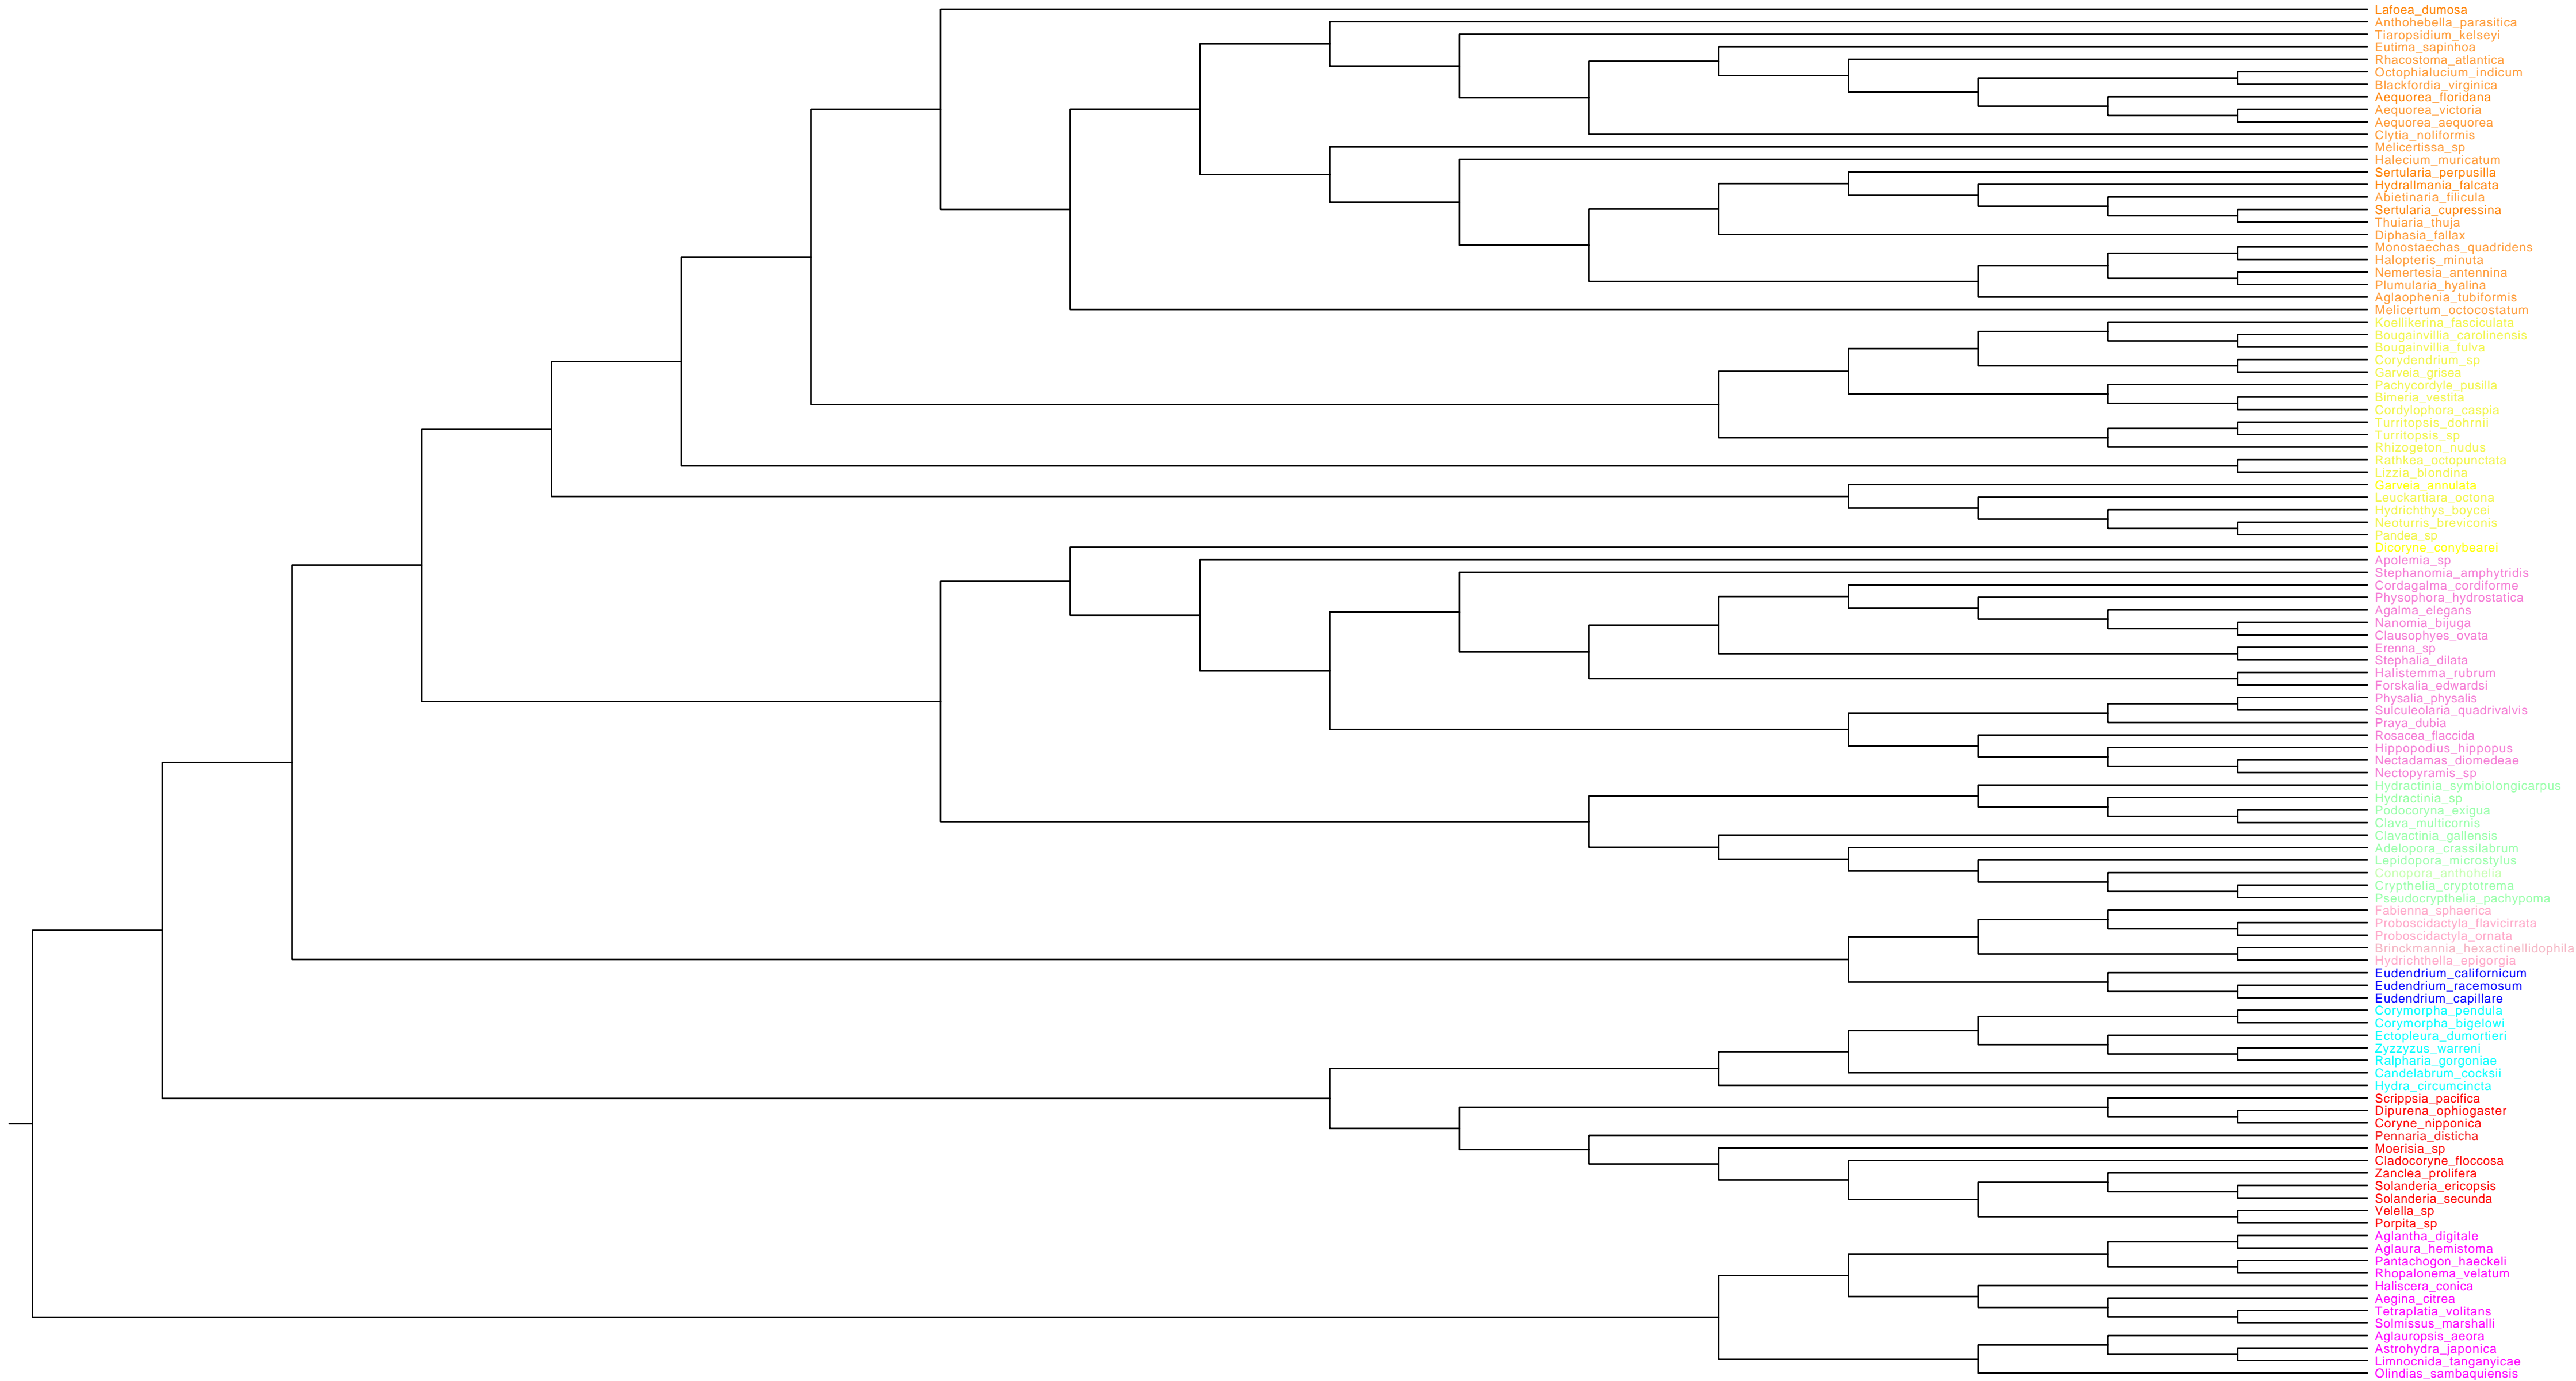 Lafoea_dumosa
Anthohebella_parasitica
Tiaropsidium_kelseyi
Eutima_sapinhoa
Rhacostoma_atlantica
Octophialucium_indicum
Blackfordia_virginica
Aequorea_floridana
Aequorea_victoria
Aequorea_aequorea
Clytia_noliformis
Melicertissa_sp
Halecium_muricatum
Sertularia_perpusilla
Hydrallmania_falcata
Abietinaria_filicula
Sertularia_cupressina
Thuiaria_thuja
Diphasia_fallax
Monostaechas_quadridens
Halopteris_minuta
Nemertesia_antennina
Plumularia_hyalina
Aglaophenia_tubiformis
Melicertum_octocostatum
Koellikerina_fasciculata
Bougainvillia_carolinensis
Bougainvillia_fulva
Corydendrium_sp
Garveia_grisea
Pachycordyle_pusilla
Bimeria_vestita
Cordylophora_caspia
Turritopsis_dohrnii
Turritopsis_sp
Rhizogeton_nudus
Rathkea_octopunctata
Lizzia_blondina
Garveia_annulata
Leuckartiara_octona
Hydrichthys_boycei
Neoturris_breviconis
Pandea_sp
Dicoryne_conybearei
Apolemia_sp
Stephanomia_amphytridis
Cordagalma_cordiforme
Physophora_hydrostatica
Agalma_elegans
Nanomia_bijuga
Clausophyes_ovata
Erenna_sp
Stephalia_dilata
Halistemma_rubrum
Forskalia_edwardsi
Physalia_physalis
Sulculeolaria_quadrivalvis
Praya_dubia
Rosacea_flaccida
Hippopodius_hippopus
Nectadamas_diomedeae
Nectopyramis_sp
Hydractinia_symbiolongicarpus
Hydractinia_sp
Podocoryna_exigua
Clava_multicornis
Clavactinia_gallensis
Adelopora_crassilabrum
Lepidopora_microstylus
Conopora_anthohelia
Crypthelia_cryptotrema
Pseudocrypthelia_pachypoma
Fabienna_sphaerica
Proboscidactyla_flavicirrata
Proboscidactyla_ornata
Brinckmannia_hexactinellidophila
Hydrichthella_epigorgia
Eudendrium_californicum
Eudendrium_racemosum
Eudendrium_capillare
Corymorpha_pendula
Corymorpha_bigelowi
Ectopleura_dumortieri
Zyzzyzus_warreni
Ralpharia_gorgoniae
Candelabrum_cocksii
Hydra_circumcincta
Scrippsia_pacifica
Dipurena_ophiogaster
Coryne_nipponica
Pennaria_disticha
Moerisia_sp
Cladocoryne_floccosa
Zanclea_prolifera
Solanderia_ericopsis
Solanderia_secunda
Velella_sp
Porpita_sp
Aglantha_digitale
Aglaura_hemistoma
Pantachogon_haeckeli
Rhopalonema_velatum
Haliscera_conica
Aegina_citrea
Tetraplatia_volitans
Solmissus_marshalli
Aglauropsis_aeora
Astrohydra_japonica
Limnocnida_tanganyicae
Olindias_sambaquiensis